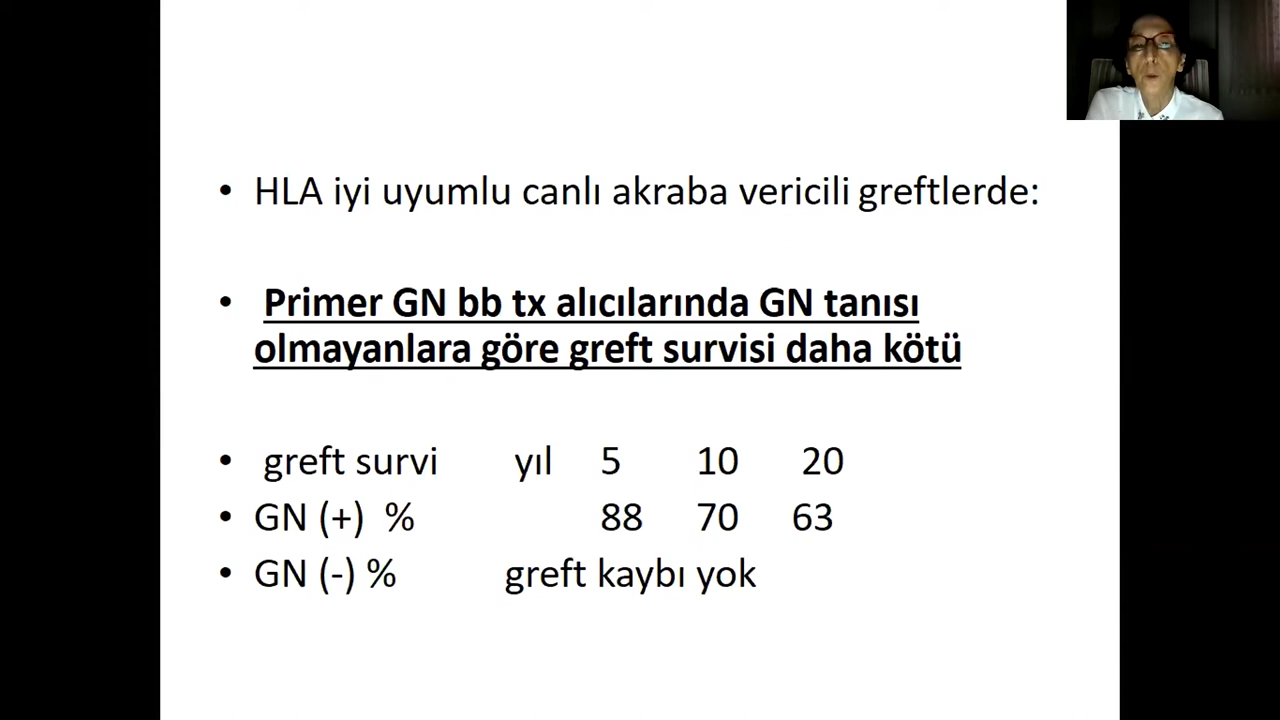 • HLA iyi uyumlu canlı akraba vericili greftlerde:
• Primer GN bb tx alıcılarında GN tanısı
olmayanlara göre greft survisi daha kötü
• greft survi yıl 5 10 20
• GN (+) % 88 70 63
• GN (-) % greft kaybı yok